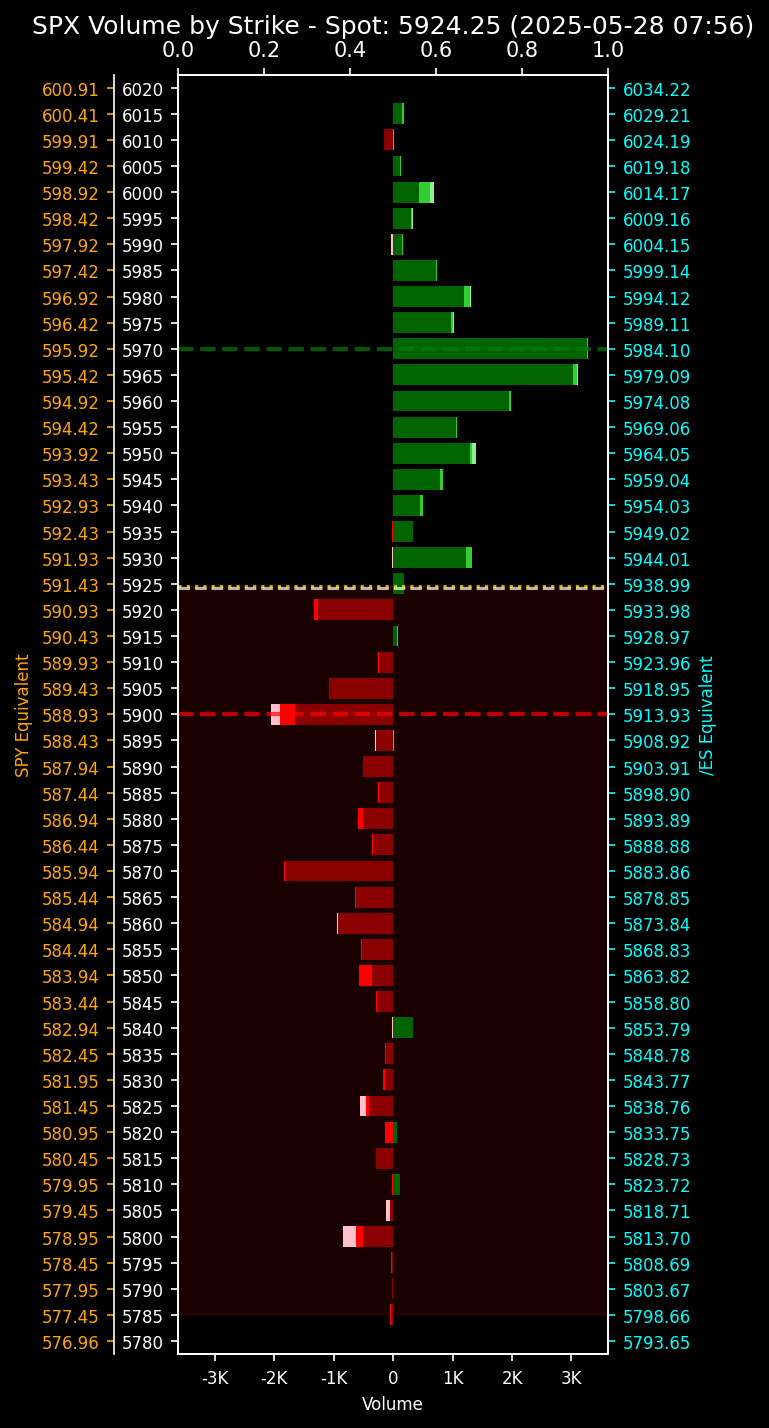 SPX Volume by Strike - Spot: 5924.25 (2025-05-28 07:56)
0.0 0.2 0.4 0.6 0.8 1.0
600.91 6020 6034.22
600.41 6015 6029.21
599.91 6010 6024.19
599.42 6005 6019.18
598.92 6000 6014.17
598.42 5995 6009.16
597.92 5990 6004.15
597.42 5985 5999.14
596.92 5980 5994.12
596.42 5975 5989.11
595.92 5970 5984.10
595.42 5965 5979.09
594.92 5960 5974.08
594.42 5955 5969.06
593.92 5950 5964.05
593.43 5945 5959.04
592.93 5940 5954.03
592.43 5935 5949.02
591.93 5930 5944.01
591.43 5925 5938.99
590.93 5920 5933.98
590.43 5915 5928.97
589.93 5910 5923.96
589.43 5905 5918.95
588.93 5900 5913.93
588.43 5895 5908.92
587.94 5890 5903.91
587.44 5885 5898.90
586.94 5880 5893.89
586.44 5875 5888.88
585.94 5870 5883.86
585.44 5865 5878.85
584.94 5860 5873.84
584.44 5855 5868.83
583.94 5850 5863.82
583.44 5845 5858.80
582.94 5840 5853.79
582.45 5835 5848.78
581.95 5830 5843.77
581.45 5825 5838.76
580.95 5820 5833.75
580.45 5815 5828.73
579.95 5810 5823.72
579.45 5805 5818.71
578.95 5800 5813.70
578.45 5795 5808.69
577.95 5790 5803.67
577.45 5785 5798.66
576.96 5780 5793.65
SPY Equivalent
/ES Equivalent
-3K -2K -1K 0 1K 2K 3K
Volume